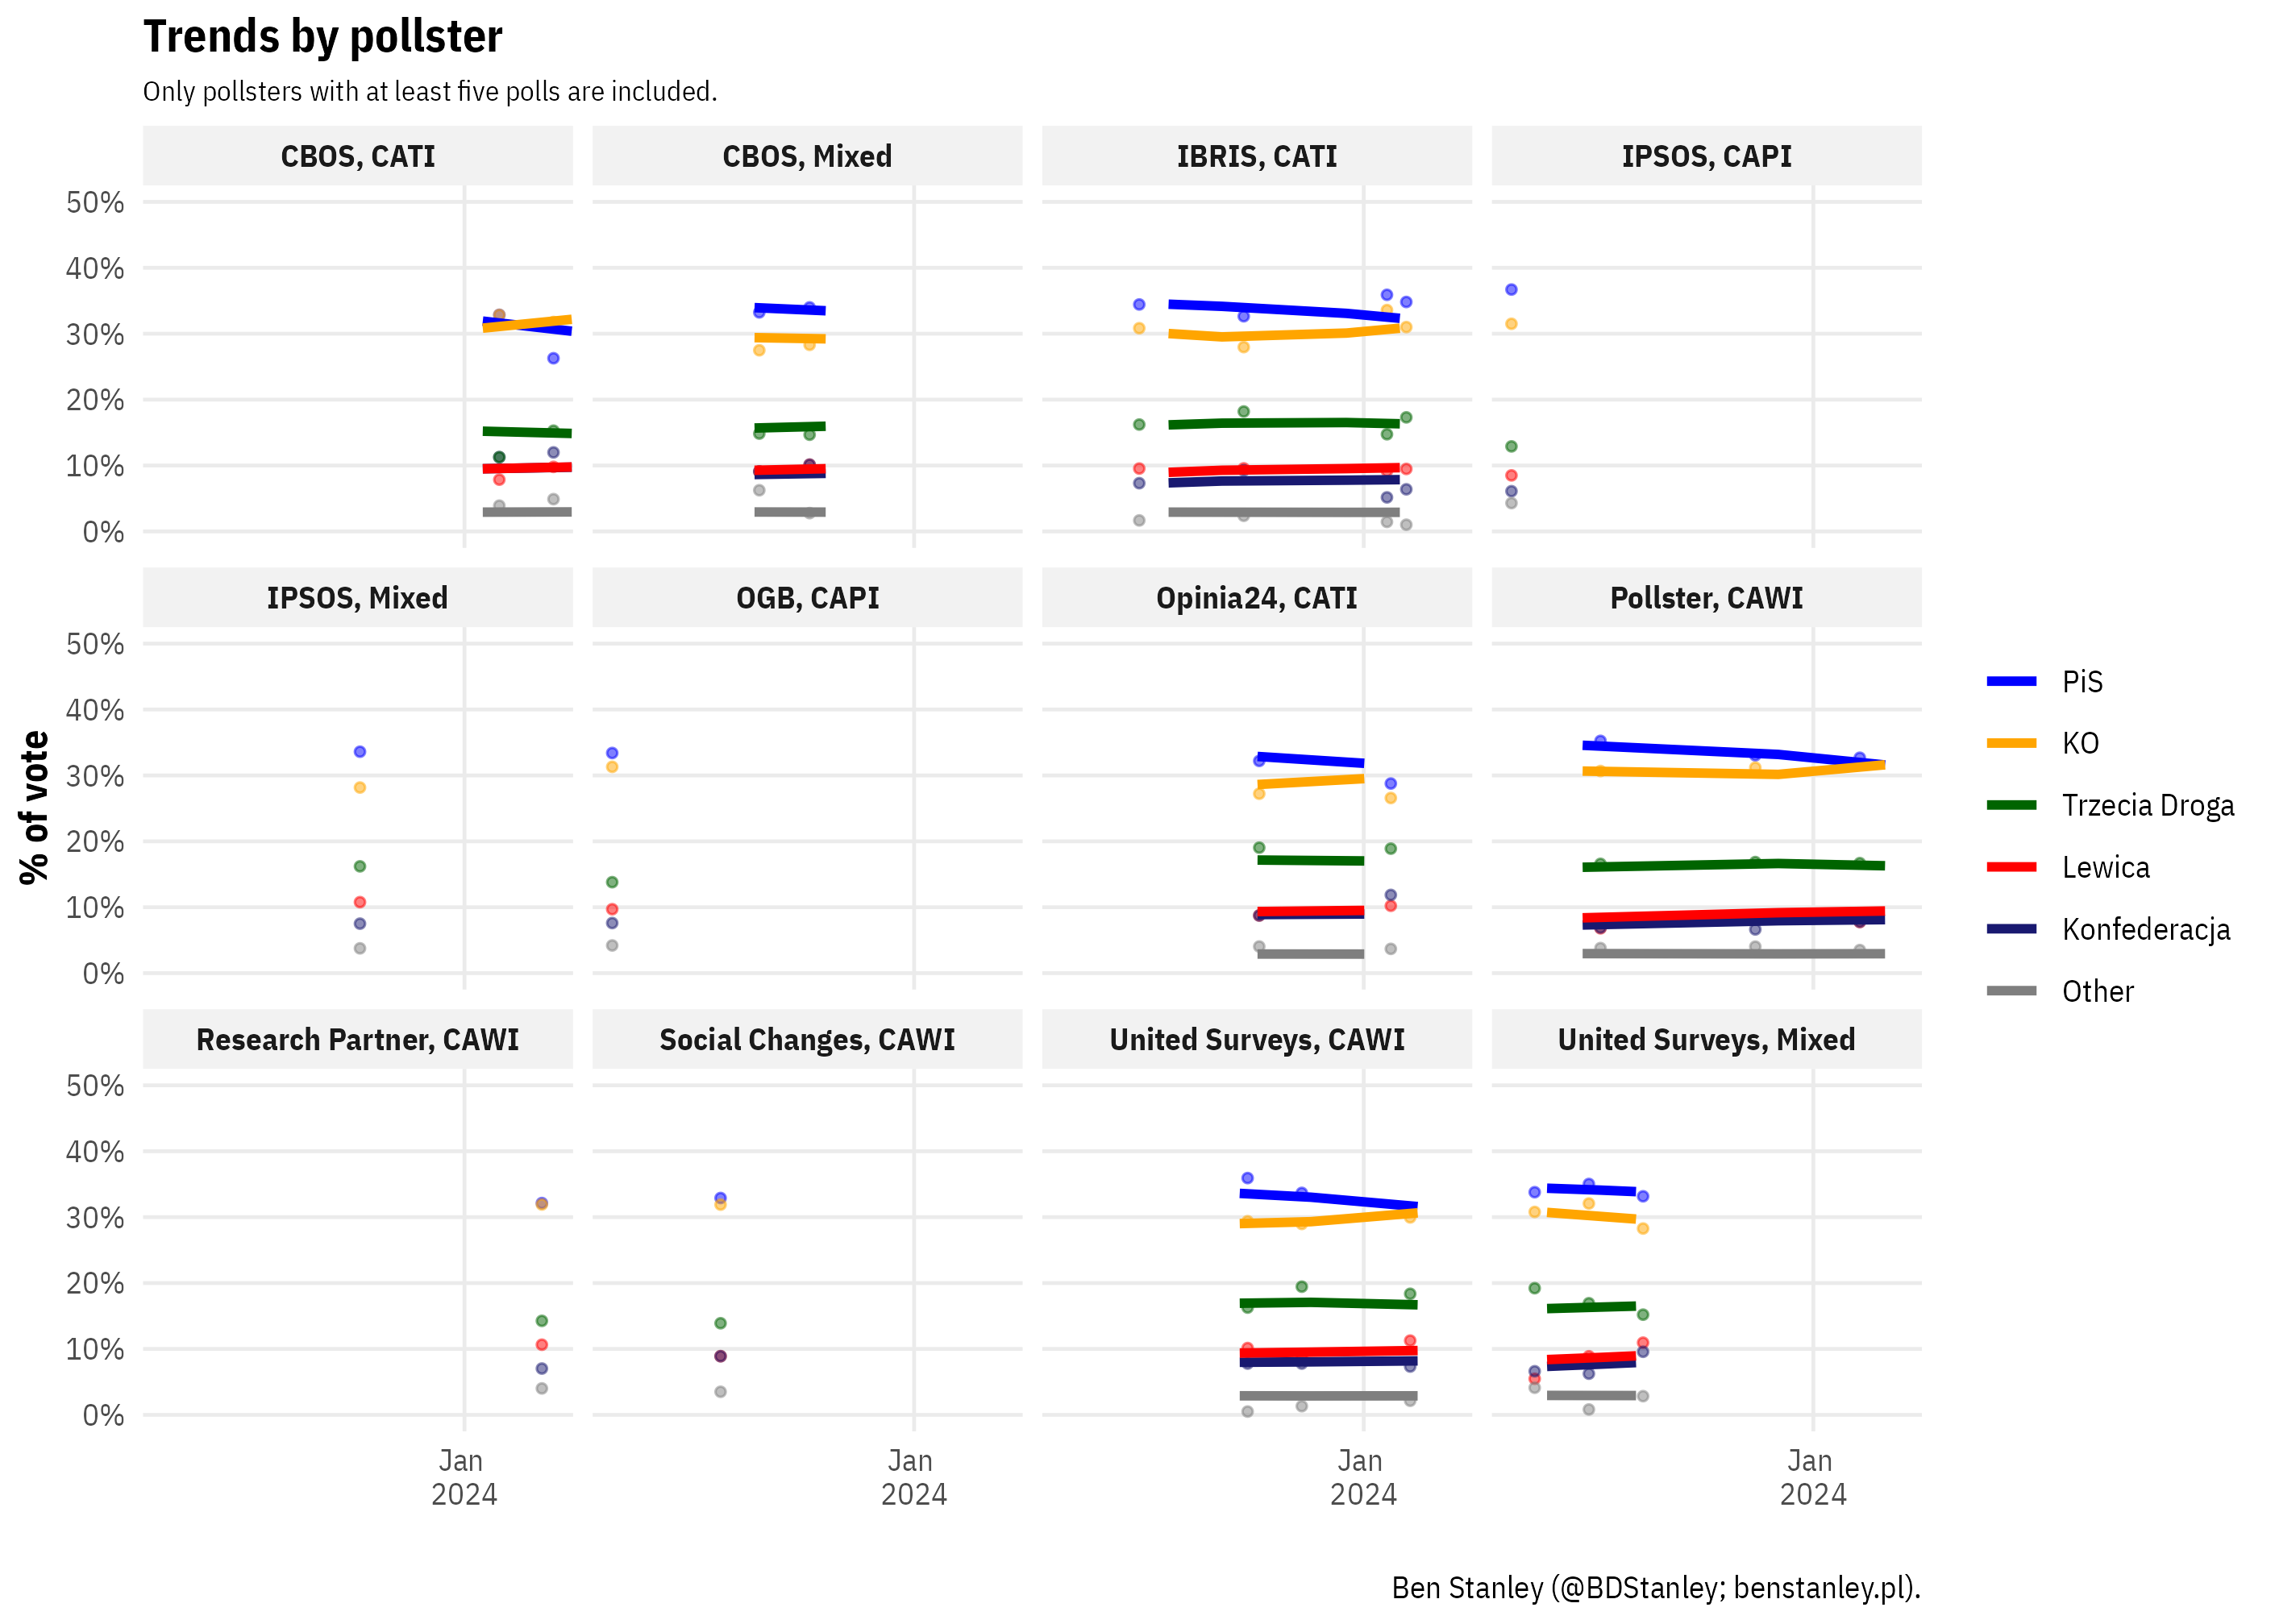 Trends by pollster
Only pollsters with at least five polls are included.
CBOS, CATI
CBOS, Mixed
IBRIS, CATI
IPSOS, CAPI
50%
40%
30%
20%
10%
0%
IPSOS, Mixed
OGB, CAPI
Opinia24, CATI
Pollster, CAWI
50%
40%
30%
20%
10%
0%
Research Partner, CAWI
Social Changes, CAWI
United Surveys, CAWI
United Surveys, Mixed
50%
40%
30%
20%
10%
0%
Jan
2024
Jan
2024
Jan
2024
Jan
2024
% of vote
PiS
KO
Trzecia Droga
Lewica
Konfederacja
Other
Ben Stanley (@BDStanley; benstanley.pl).